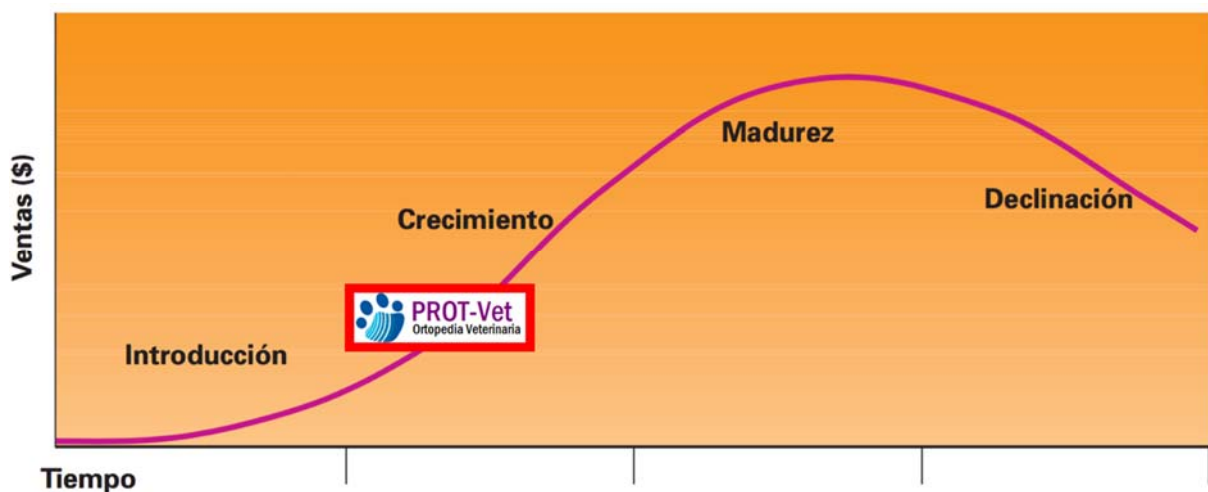 Ventas ($)
Madurez
Declinación
Crecimiento
PROT-Vet
Ortopedia Veterinaria
Introducción
Tiempo